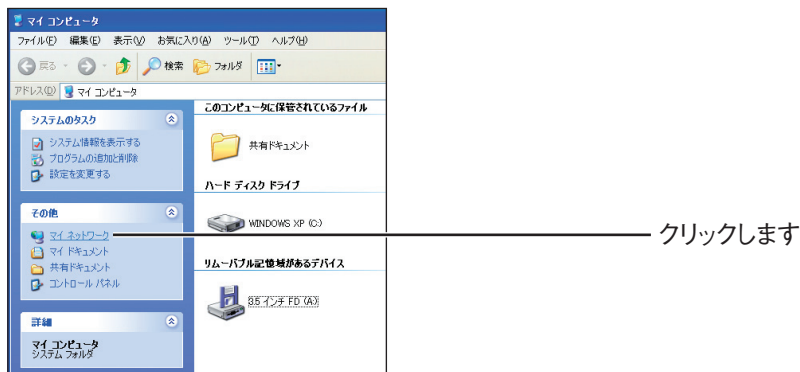 マイ コンピュータ
ファイル(F) 編集(E) 表示(V) お気に入り(A) ツール(T) ヘルプ(H)
戻る 検索 フォルダ
アドレス(D) マイ コンピュータ
システムのタスク
システム情報を表示する
プログラムの追加と削除
設定を変更する
その他
マイ ネットワーク
マイ ドキュメント
共有ドキュメント
コントロール パネル
詳細
マイ コンピュータ
システム フォルダ
このコンピュータに保管されているファイル
共有ドキュメント
ハード ディスク ドライブ
WINDOWS XP (C:)
リムーバブル記憶域があるデバイス
3.5 インチ FD (A:)
クリックします